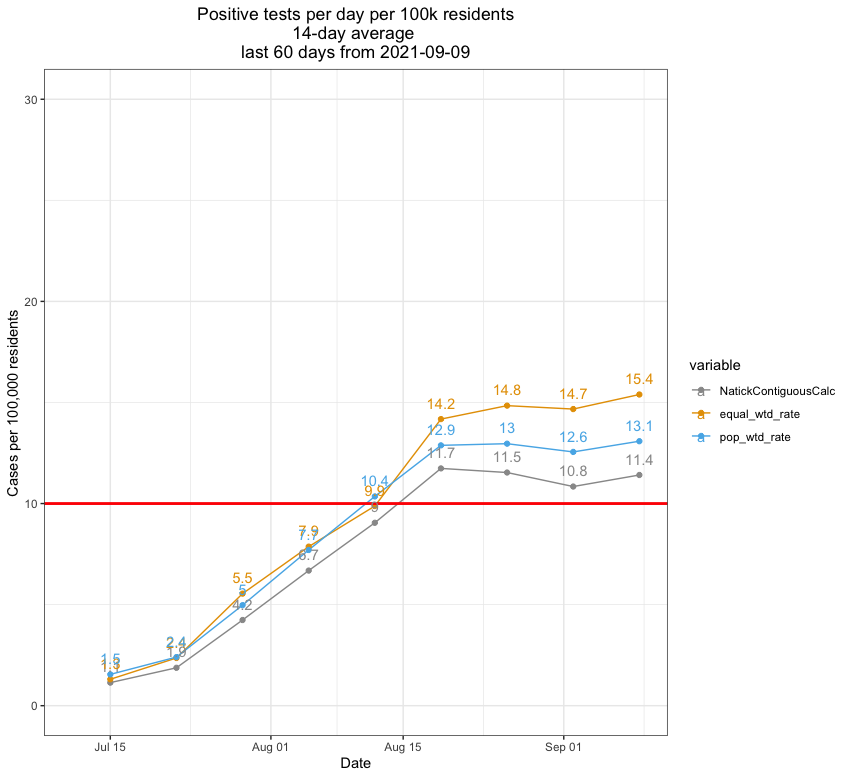 Positive tests per day per 100k residents
14-day average
last 60 days from 2021-09-09
Cases per 100,000 residents
30
20
10
0
1.5
1.3
2.4
1.9
5.5
5
4.2
7.9
7.7
6.7
10.4
9.9
9
14.2
12.9
11.7
14.8
13
11.5
14.7
12.6
10.8
15.4
13.1
11.4
Jul 15
Aug 01
Aug 15
Sep 01
Date
variable
NatickContiguousCalc
equal_wtd_rate
pop_wtd_rate